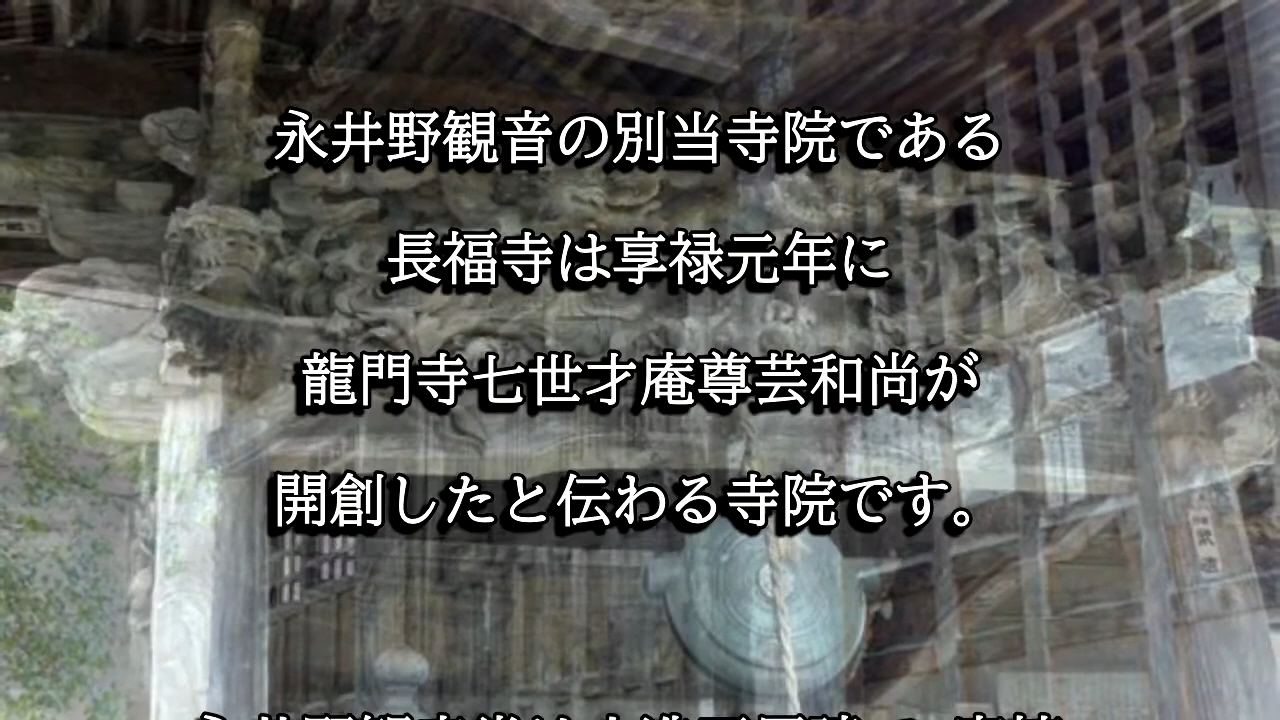 永井野観音の別当寺院である
長福寺は享禄元年に
龍門寺七世才庵尊芸和尚が
開創したと伝わる寺院です。